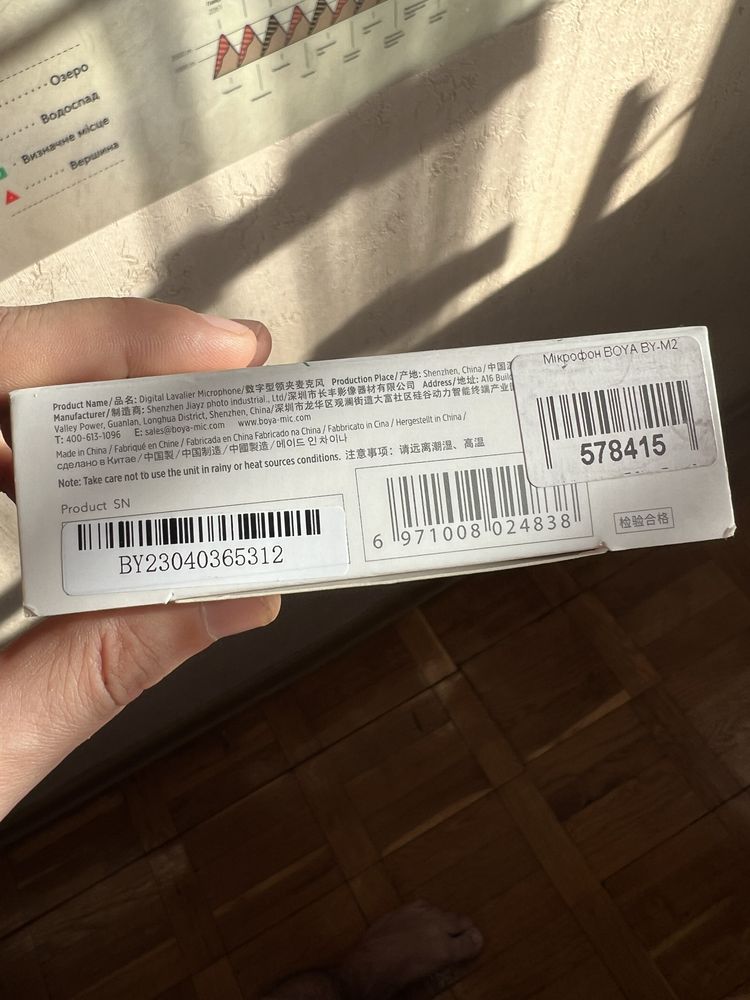 Озеро
Водоспад
Визначне місце
Вершина
Product Name/品名: Digital Lavalier Microphone/数字型领夹麦克风 Production Place/产地: Shenzhen, China/中国
Manufacturer/制造商: Shenzhen Jiayz photo industrial., Ltd/深圳市长丰影像器材有限公司 Address/地址: A16
Valley Power, Guanlan, Longhua District, Shenzhen, China/深圳市龙华区观澜街道大富社区硅谷动力智能终端产业
T: 400-613-1096 E: sales@boya-mic.com www.boya-mic.com
Made in China / Fabriqué en Chine / Fabricada en China Fabricado na China / Fabbricato in Cina / Hergestellt in China /
сделано в Китае / 中国製 / 中国制造 / 中國製造 / 메이드 인 차이나
Note: Take care not to use the unit in rainy or heat sources conditions. 注意事项: 请远离潮湿、高温
Мікрофон BOYA BY-M2
578415
Product SN
BY23040365312
6 971008 024838
检验合格